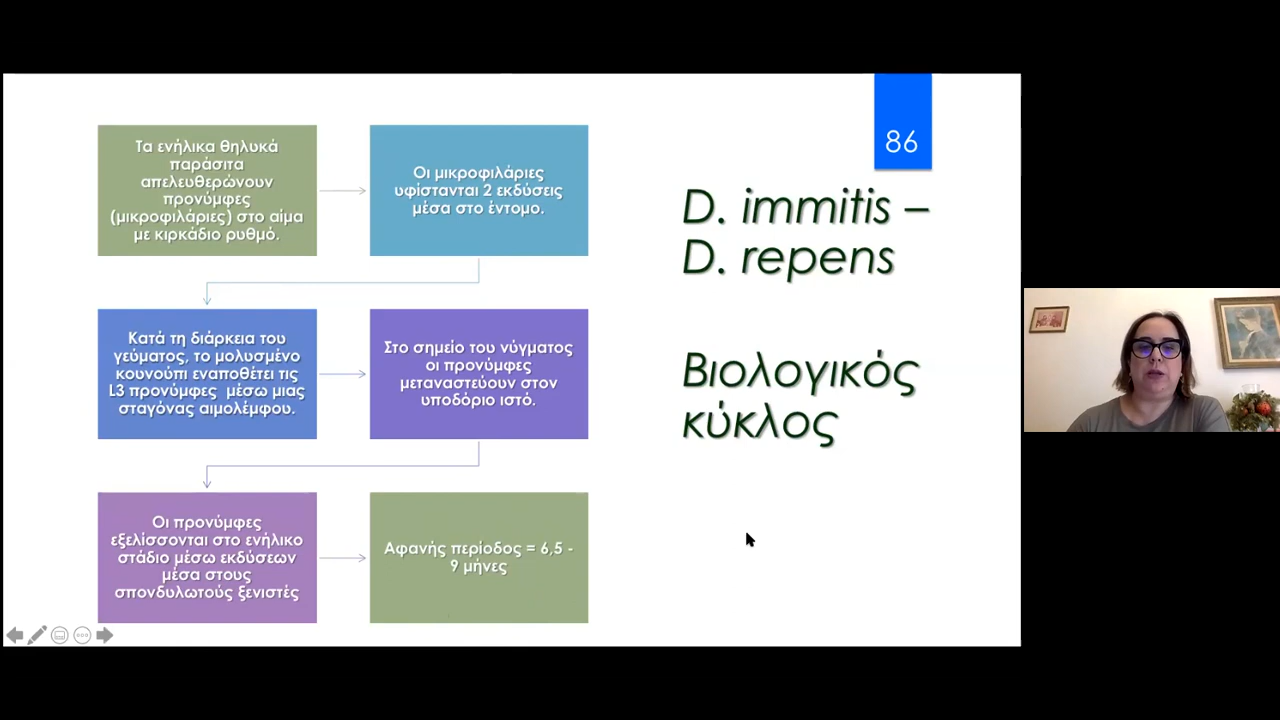 86
D. immitis –
D. repens
Βιολογικός
κύκλος
Τα ενήλικα θηλυκά
παράσιτα
απελευθερώνουν
προνύμφες
(μικροφιλάριες) στο αίμα
με κιρκάδιο ρυθμό.
Οι μικροφιλάριες
υφίστανται 2 εκδύσεις
μέσα στο έντομο.
Κατά τη διάρκεια του
γεύματος, το μολυσμένο
κουνούπι εναποθέτει τις
L3 προνύμφες μέσω μιας
σταγόνας αιμολέμφου.
Στο σημείο του νύγματος
οι προνύμφες
μεταναστεύουν στον
υποδόριο ιστό.
Οι προνύμφες
εξελίσσονται στο ενήλικο
στάδιο μέσω εκδύσεων
μέσα στους
σπονδυλωτούς ξενιστές
Αφανής περίοδος = 6,5 -
9 μήνες